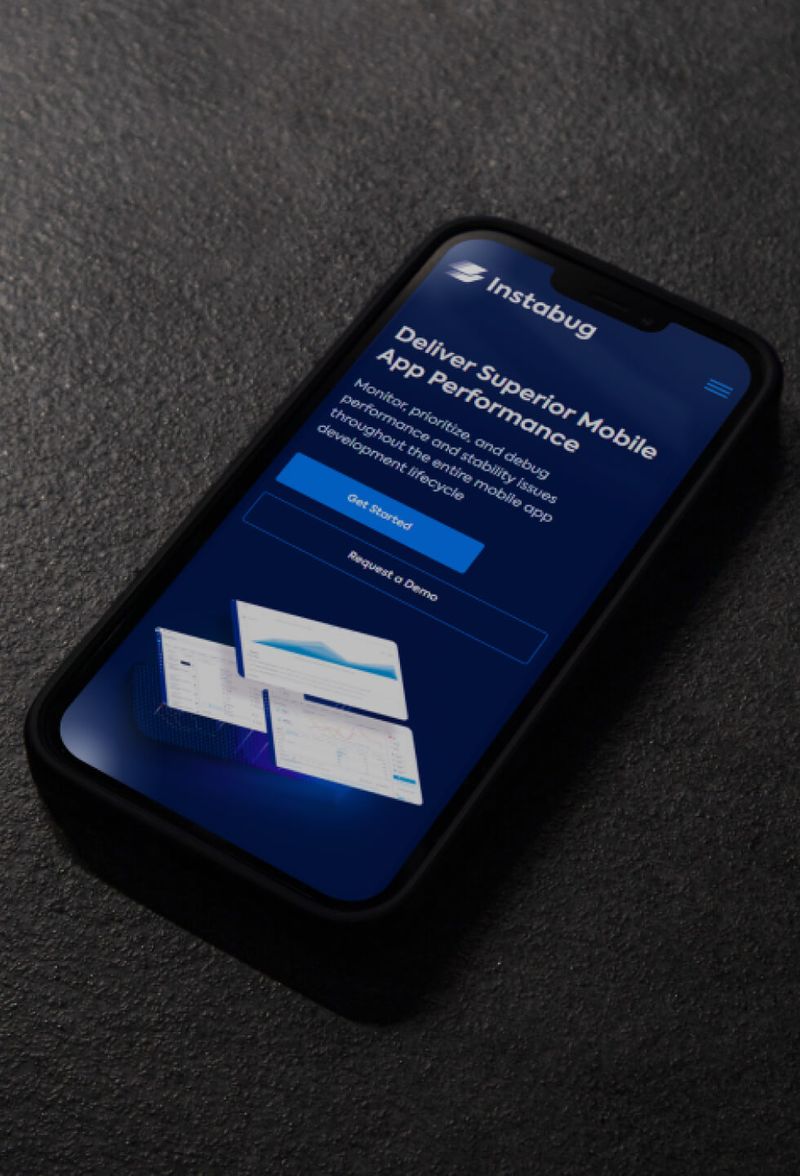 Instabug
Deliver Superior Mobile
App Performance
Monitor, prioritize, and debug
performance and stability issues
throughout the entire mobile app
development lifecycle
Get Started
Request a Demo